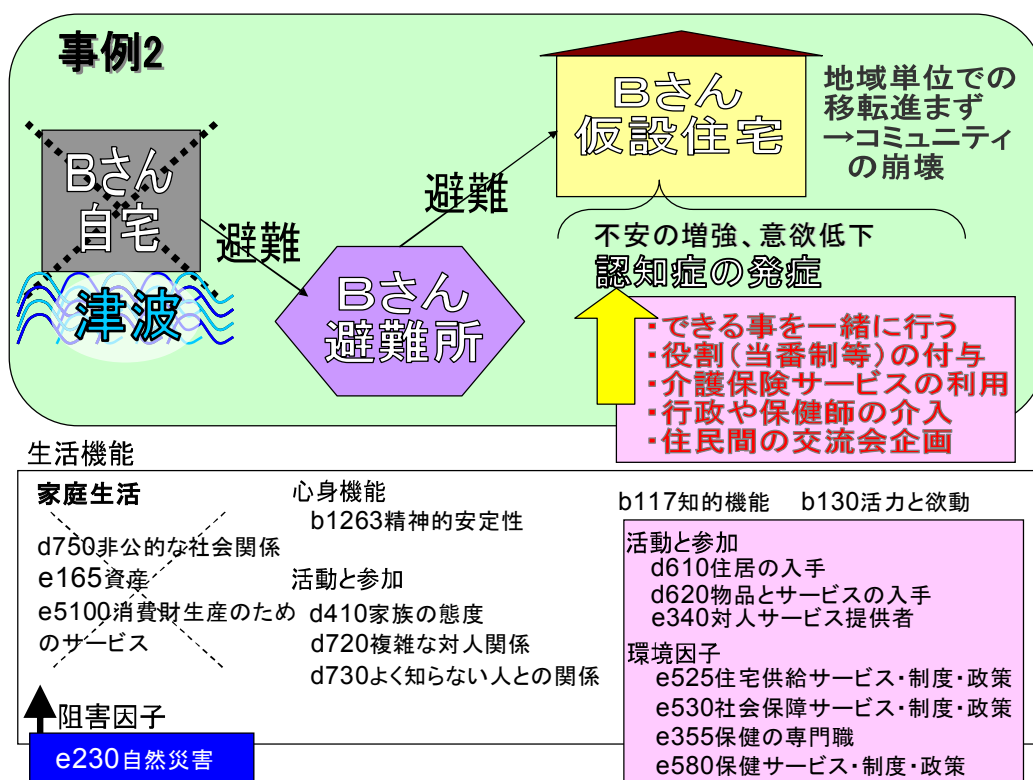 事例2
Bさん
自宅
津波
避難
Bさん
避難所
避難
Bさん
仮設住宅
地域単位での
移転進まず
→コミュニティ
の崩壊
不安の増強、意欲低下
認知症の発症
・できる事を一緒に行う
・役割(当番制等)の付与
・介護保険サービスの利用
・行政や保健師の介入
・住民間の交流会企画
生活機能
家庭生活
d750非公的な社会関係
e165資産
e5100消費財生産のため
のサービス
阻害因子
e230自然災害
心身機能
b1263精神的安定性
活動と参加
d410家族の態度
d720複雑な対人関係
d730よく知らない人との関係
b117知的機能 b130活力と欲動
活動と参加
d610住居の入手
d620物品とサービスの入手
e340対人サービス提供者
環境因子
e525住宅供給サービス・制度・政策
e530社会保障サービス・制度・政策
e355保健の専門職
e580保健サービス・制度・政策